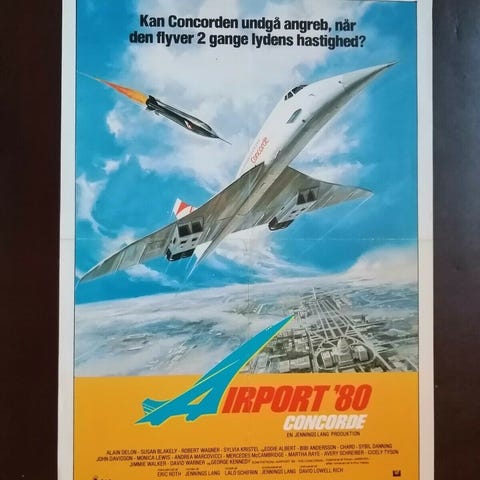 Kan Concorden undgå angreb, når
den flyver 2 gange lydens hastighed?
Concorde
AIRPORT '80
CONCORDE
EN JENNINGS LANG PRODUKTION
ALAIN DELON · SUSAN BLAKELY · ROBERT WAGNER · SYLVIA KRISTEL som EDDIE ALBERT · BIBI ANDERSSON · CHARO · SYBIL DANNING
JOHN DAVIDSON · MONICA LEWIS · ANDREA MARCOVICCI · MERCEDES McCAMBRIDGE · MARTHA RAYE · AVERY SCHREIBER · CICELY TYSON
JIMMIE WALKER · DAVID WARNER og GEORGE KENNEDY
ERIC ROTH JENNINGS LANG LALO SCHIFRIN JENNINGS LANG DAVID LOWELL RICH